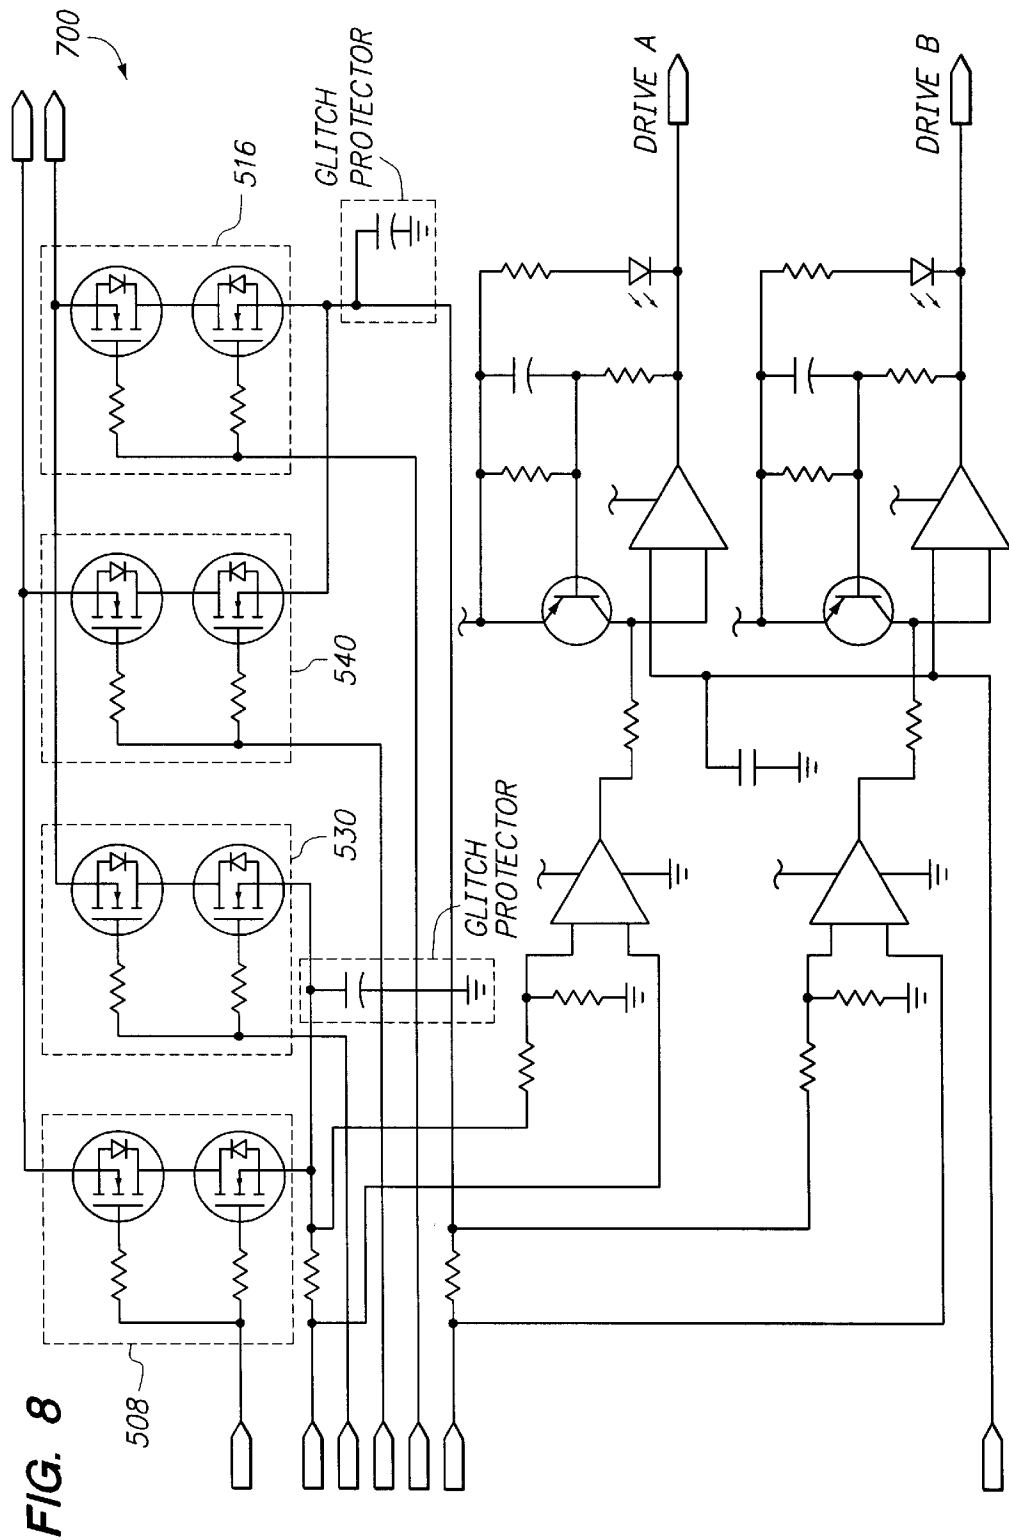 FIG. 8
700
508
530
540
516
GLITCH
PROTECTOR
GLITCH
PROTECTOR
DRIVE A
DRIVE B